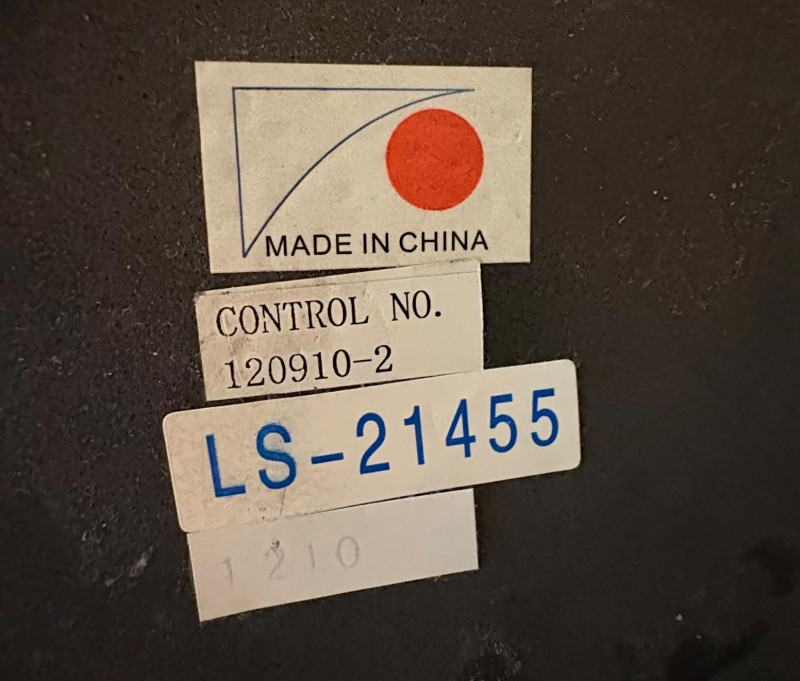 MADE IN CHINA
CONTROL NO.
120910-2
LS-21455
1210